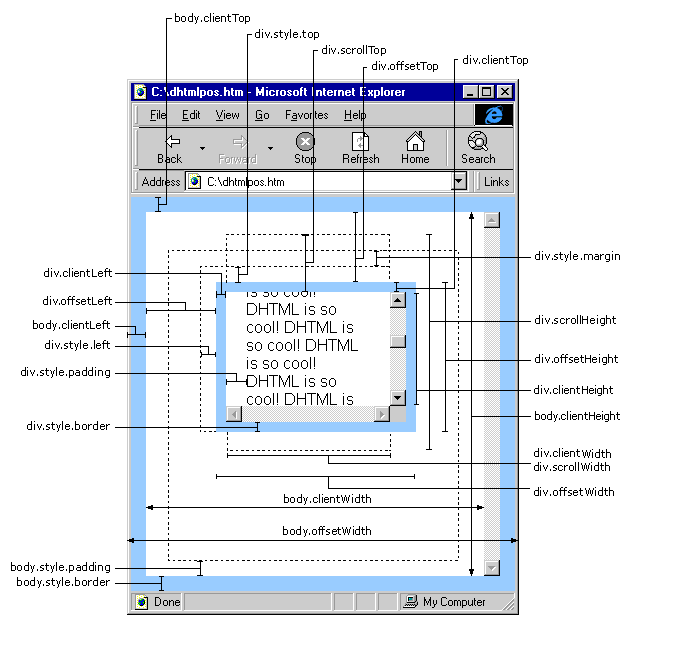 body.clientTop
div.style.top
div.scrollTop
div.clientTop
div.offsetTop
C:\dhtmlpos.htm - Microsoft Internet Explorer
File Edit View Go Favorites Help
Back Forward Stop Refresh Home Search
Address C:\dhtmlpos.htm Links
div.style.margin
div.clientLeft
div.offsetLeft
body.clientLeft
div.style.left
div.style.padding
div.style.border
is so cool!
DHTML is so
cool! DHTML is
so cool! DHTML
is so cool!
DHTML is so
cool! DHTML is
div.scrollHeight
div.offsetHeight
div.clientHeight
body.clientHeight
div.clientWidth
div.scrollWidth
div.offsetWidth
body.clientWidth
body.offsetWidth
body.style.padding
body.style.border
Done My Computer